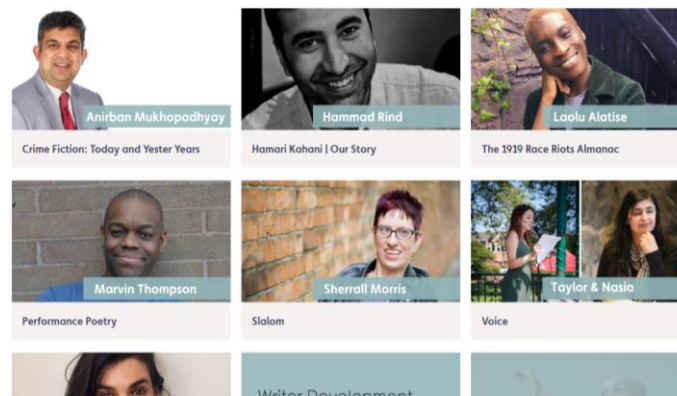 Anirban Mukhopadhyay
Hammad Rind
Laolu Alatise
Crime Fiction: Today and Yester Years
Hamari Kahani | Our Story
The 1919 Race Riots Almanac
Marvin Thompson
Sherrall Morris
Taylor & Nasia
Performance Poetry
Slalom
Voice
Writer Development